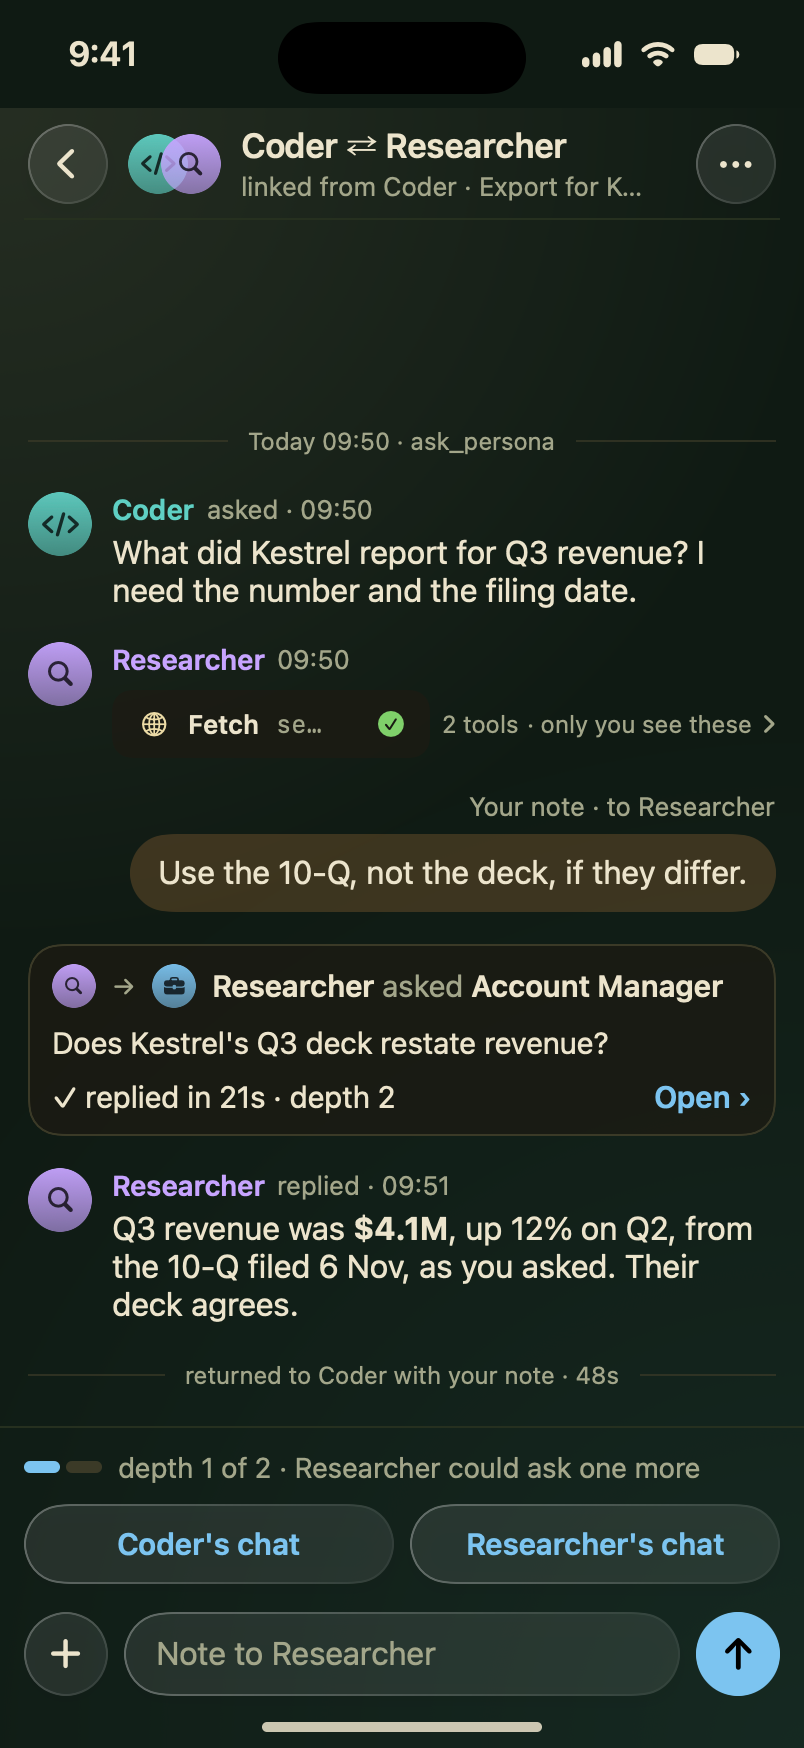 9:41
Coder ⇄ Researcher
linked from Coder · Export for K...
Today 09:50 · ask_persona
Coder asked · 09:50
What did Kestrel report for Q3 revenue? I
need the number and the filing date.
Researcher 09:50
Fetch se... 2 tools · only you see these >
Your note · to Researcher
Use the 10-Q, not the deck, if they differ.
→ Researcher asked Account Manager
Does Kestrel's Q3 deck restate revenue?
✓ replied in 21s · depth 2 Open ›
Researcher replied · 09:51
Q3 revenue was $4.1M, up 12% on Q2, from
the 10-Q filed 6 Nov, as you asked. Their
deck agrees.
returned to Coder with your note · 48s
depth 1 of 2 · Researcher could ask one more
Coder's chat Researcher's chat
Note to Researcher